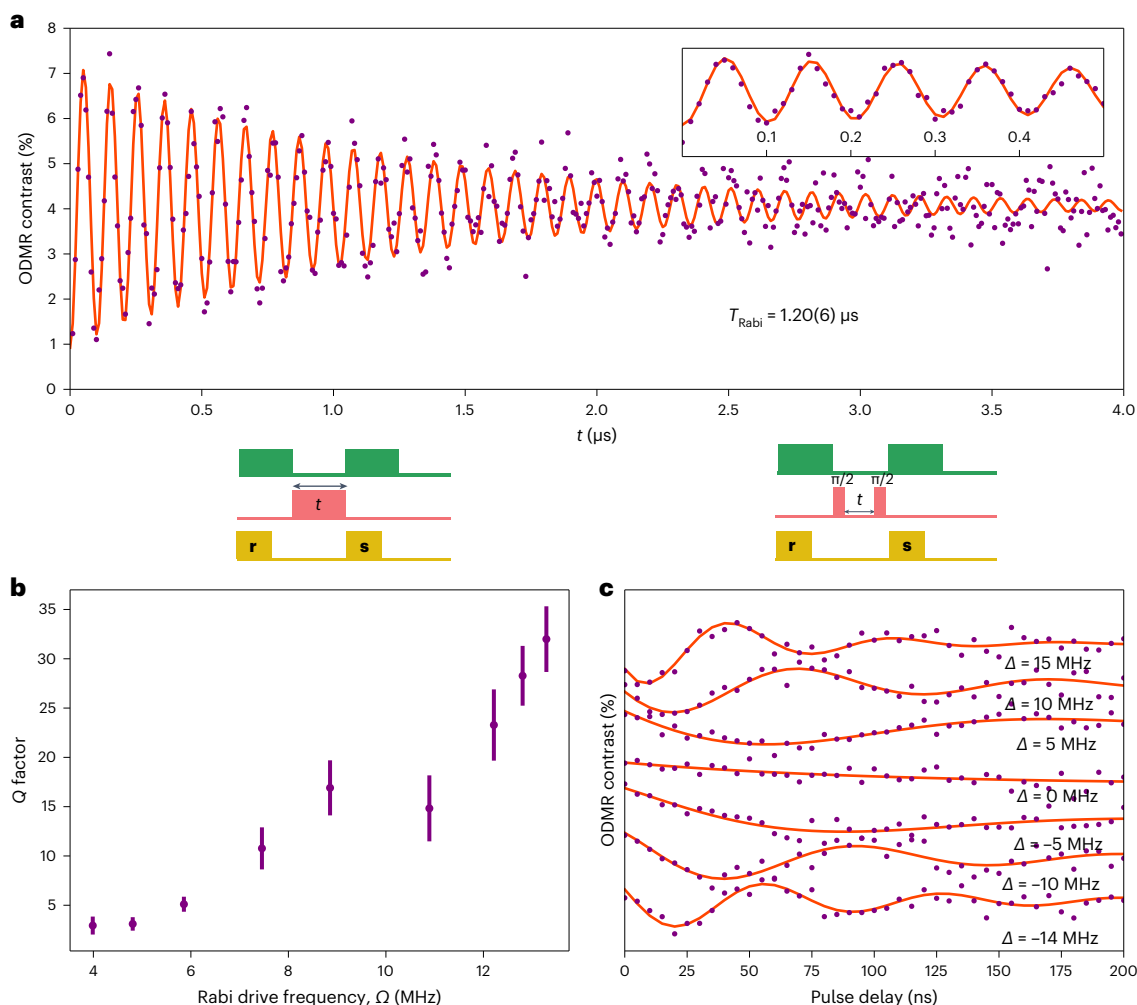 a
8
7
6
5
4
3
2
1
0
ODMR contrast (%)
0.1 0.2 0.3 0.4
T_Rabi = 1.20(6) µs
0 0.5 1.0 1.5 2.0 2.5 3.0 3.5 4.0
t (µs)
t
r s
π/2 π/2
t
r s
b
35
30
25
20
15
10
5
Q factor
4 6 8 10 12
Rabi drive frequency, Ω (MHz)
c
ODMR contrast (%)
Δ = 15 MHz
Δ = 10 MHz
Δ = 5 MHz
Δ = 0 MHz
Δ = –5 MHz
Δ = –10 MHz
Δ = –14 MHz
0 25 50 75 100 125 150 175 200
Pulse delay (ns)